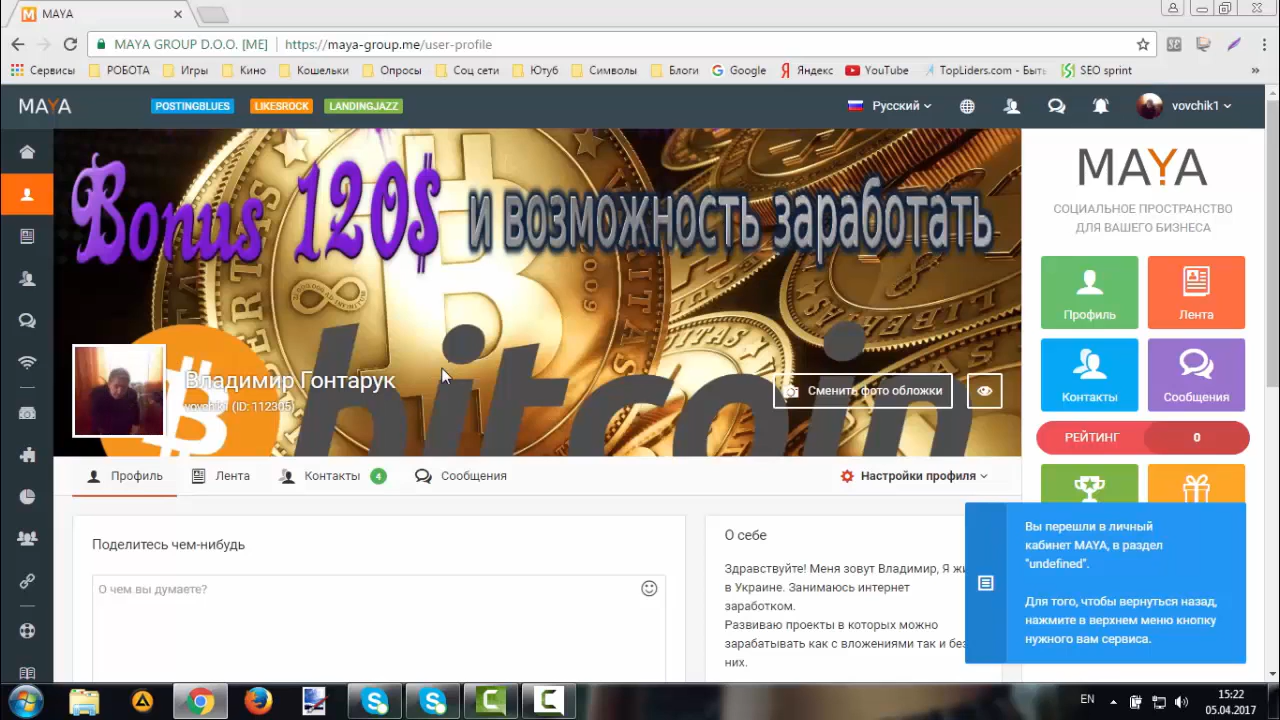 MAYA
MAYA GROUP D.O.O. [ME]
https://maya-group.me/user-profile
Сервисы
РОБОТА
Игры
Кино
Кошельки
Опросы
Соц сети
Ютуб
Символы
Блоги
Google
Яндекс
YouTube
TopLiders.com - Быть
SEO sprint
»
MAYA
POSTINGBLUES
LIKESROCK
LANDINGJAZZ
Русский
vovchik1
Bonus 120$ и возможность заработать
bitcoin
Владимир Гонтарук
vovchik1 (ID: 112305)
Сменить фото обложки
Профиль
Лента
Контакты
4
Сообщения
Настройки профиля
Поделитесь чем-нибудь
О чем вы думаете?
О себе
Здравствуйте! Меня зовут Владимир, Я жи
в Украине. Занимаюсь интернет
заработком.
Развиваю проекты в которых можно
зарабатывать как с вложениями так и без
них.
MAYA
СОЦИАЛЬНОЕ ПРОСТРАНСТВО
ДЛЯ ВАШЕГО БИЗНЕСА
Профиль
Лента
Контакты
Сообщения
РЕЙТИНГ
0
Вы перешли в личный
кабинет MAYA, в раздел
"undefined".
Для того, чтобы вернуться назад,
нажмите в верхнем меню кнопку
нужного вам сервиса.
EN
15:22
05.04.2017